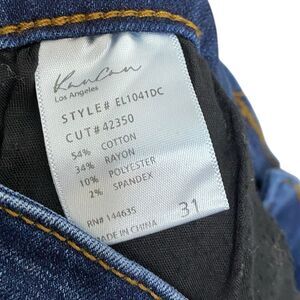 KanCan
Los Angeles
STYLE# EL1041DC
CUT#42350
54% COTTON
34% RAYON
10% POLYESTER
2% SPANDEX
RN# 144635
MADE IN CHINA
31